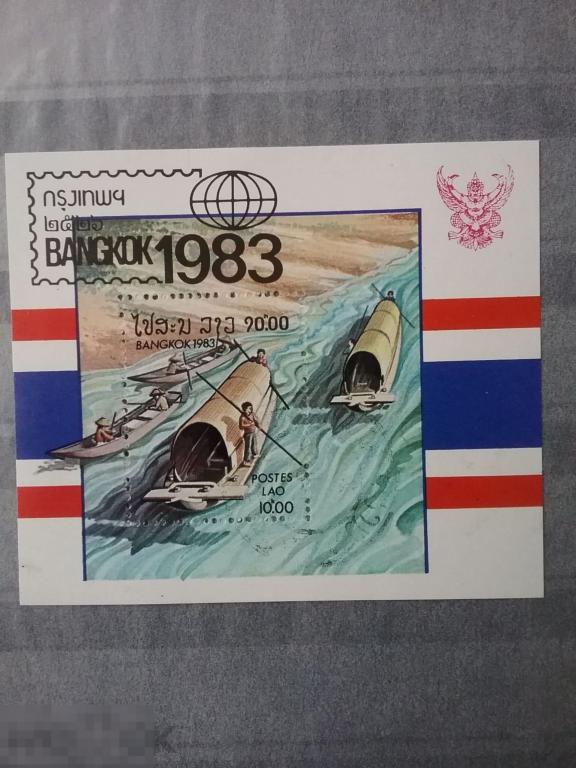 กรุงเทพฯ
๒๕๒๖
BANGKOK 1983
ໄປສະນີ ລາວ 10'00
BANGKOK 1983
POSTES
LAO
10'00